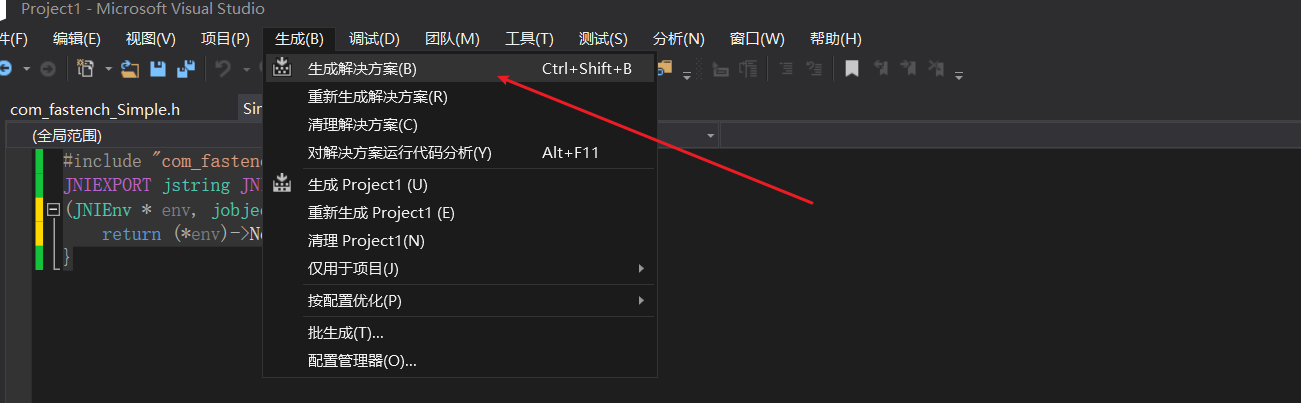 Project1 - Microsoft Visual Studio
件(F) 编辑(E) 视图(V) 项目(P) 生成(B) 调试(D) 团队(M) 工具(T) 测试(S) 分析(N) 窗口(W) 帮助(H)
生成解决方案(B) Ctrl+Shift+B
重新生成解决方案(R)
清理解决方案(C)
对解决方案运行代码分析(Y) Alt+F11
生成 Project1 (U)
重新生成 Project1 (E)
清理 Project1(N)
仅用于项目(J)
按配置优化(P)
批生成(T)...
配置管理器(O)...
com_fastench_Simple.h Sim
(全局范围)
#include "com_fastenc
JNIEXPORT jstring JNI
(JNIEnv * env, jobjec
return (*env)->Ne
}